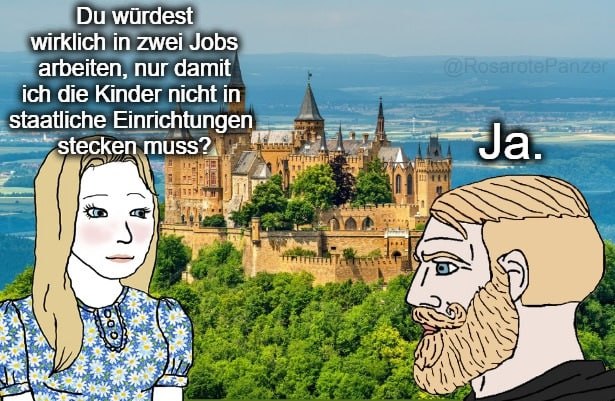 Du würdest
wirklich in zwei Jobs
arbeiten, nur damit
ich die Kinder nicht in
staatliche Einrichtungen
stecken muss?
@RosarotePanzer
Ja.